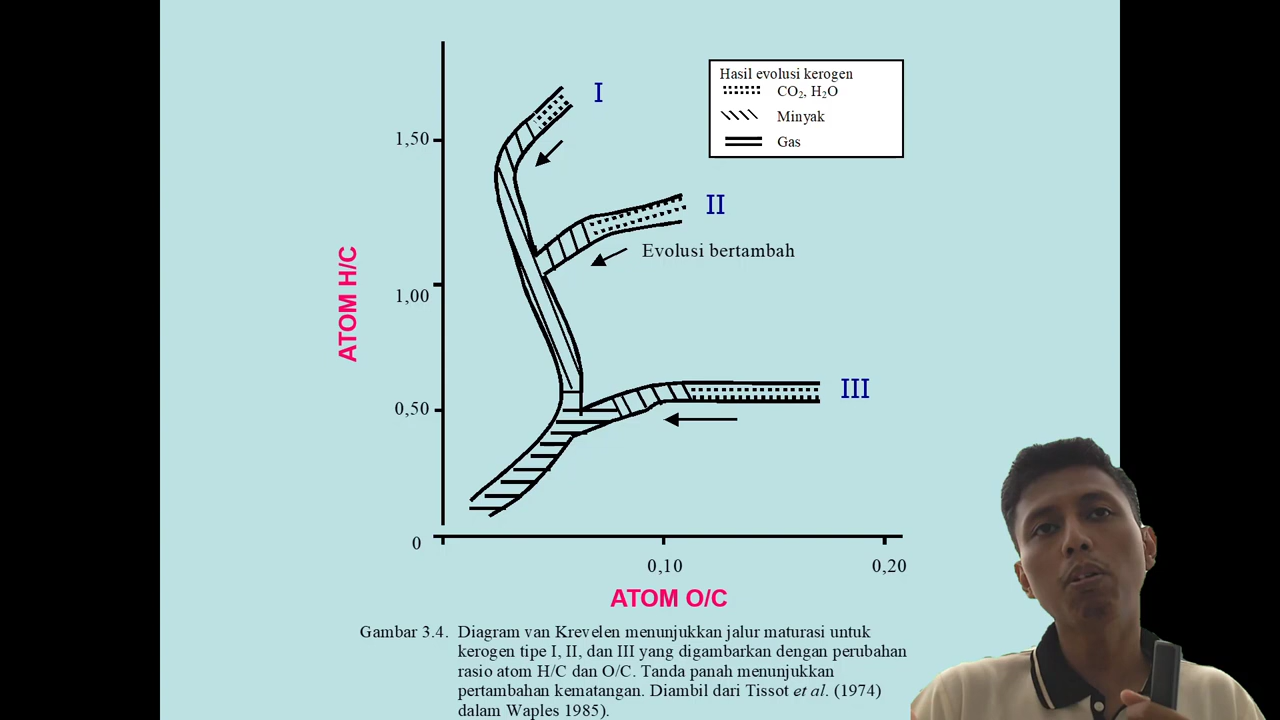 I
Hasil evolusi kerogen
CO₂, H₂O
Minyak
Gas
1,50
II
Evolusi bertambah
ATOM H/C
1,00
III
0,50
0
0,10
0,20
ATOM O/C
Gambar 3.4. Diagram van Krevelen menunjukkan jalur maturasi untuk
kerogen tipe I, II, dan III yang digambarkan dengan perubahan
rasio atom H/C dan O/C. Tanda panah menunjukkan
pertambahan kematangan. Diambil dari Tissot et al. (1974)
dalam Waples 1985).